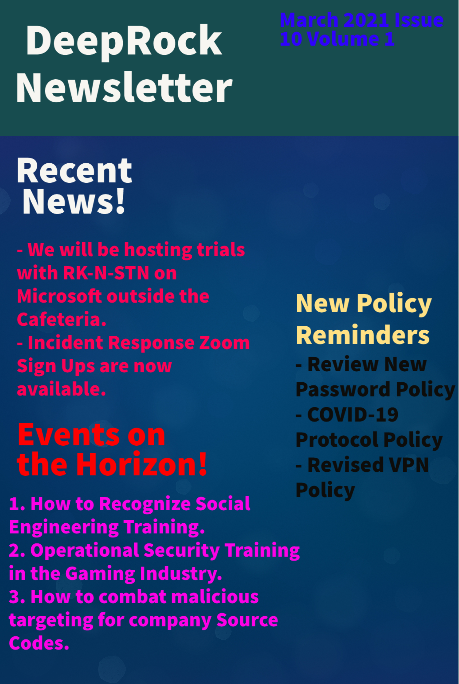 DeepRock
Newsletter
March 2021 Issue
10 Volume 1
Recent
News!
- We will be hosting trials
with RK-N-STN on
Microsoft outside the
Cafeteria.
- Incident Response Zoom
Sign Ups are now
available.
Events on
the Horizon!
1. How to Recognize Social
Engineering Training.
2. Operational Security Training
in the Gaming Industry.
3. How to combat malicious
targeting for company Source
Codes.
New Policy
Reminders
- Review New
Password Policy
- COVID-19
Protocol Policy
- Revised VPN
Policy